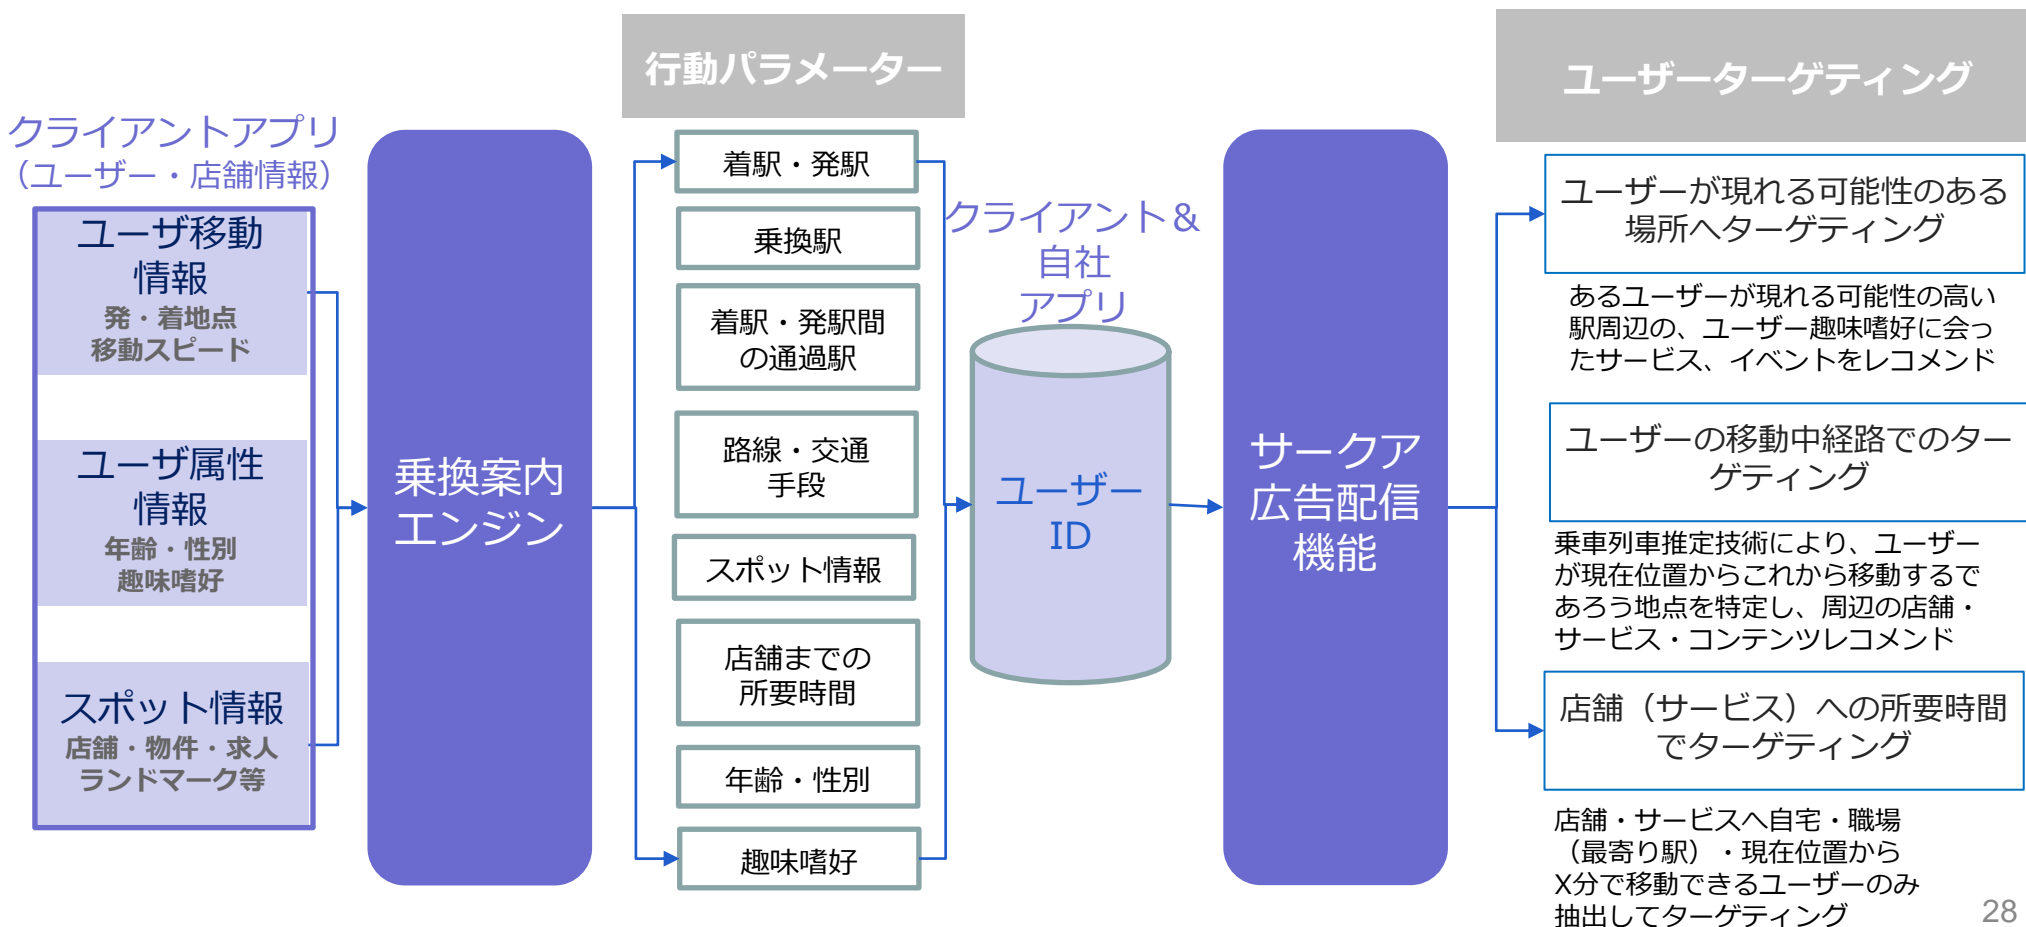 クライアントアプリ
（ユーザー・店舗情報）
ユーザ移動
情報
発・着地点
移動スピード
ユーザ属性
情報
年齢・性別
趣味嗜好
スポット情報
店舗・物件・求人
ランドマーク等
乗換案内
エンジン
行動パラメーター
着駅・発駅
乗換駅
着駅・発駅間
の通過駅
路線・交通
手段
スポット情報
店舗までの
所要時間
年齢・性別
趣味嗜好
クライアント＆
自社
アプリ
ユーザー
ID
サークア
広告配信
機能
ユーザーターゲティング
ユーザーが現れる可能性のある
場所へターゲティング
あるユーザーが現れる可能性の高い
駅周辺の、ユーザー趣味嗜好に会っ
たサービス、イベントをレコメンド
ユーザーの移動中経路でのター
ゲティング
乗車列車推定技術により、ユーザー
が現在位置からこれから移動するで
あろう地点を特定し、周辺の店舗・
サービス・コンテンツレコメンド
店舗（サービス）への所要時間
でターゲティング
店舗・サービスへ自宅・職場
（最寄り駅）・現在位置から
X分で移動できるユーザーのみ
抽出してターゲティング
28